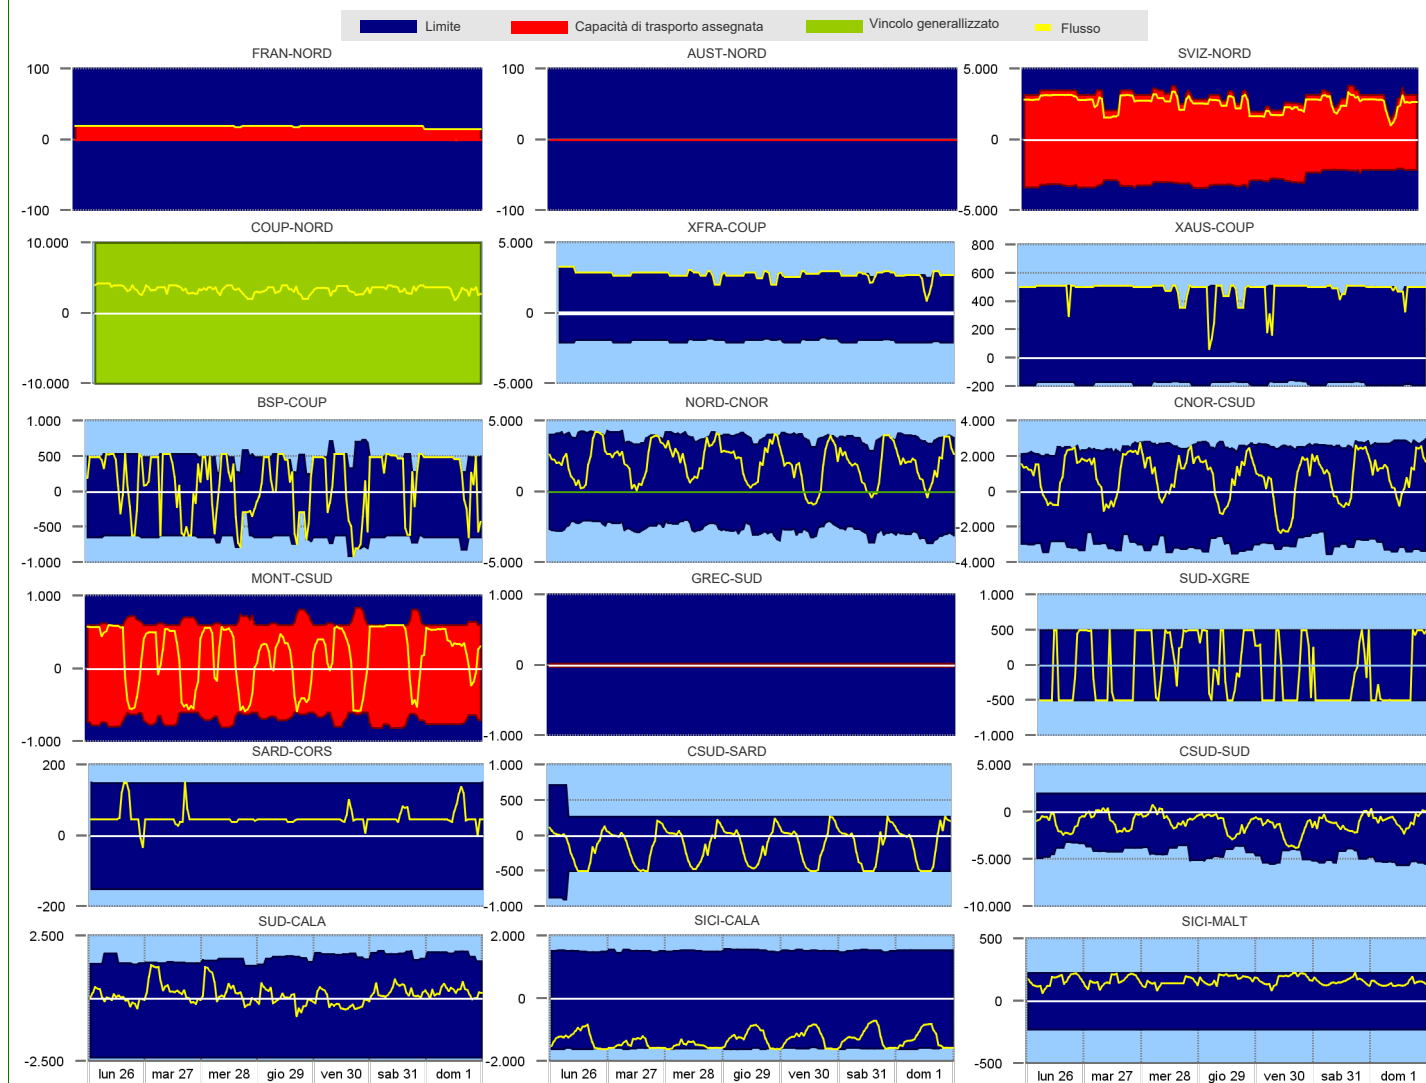 Limite Capacità di trasporto assegnata Vincolo generallizzato Flusso
FRAN-NORD AUST-NORD SVIZ-NORD
100 100 5.000
0 0 0
-100 -100 -5.000
COUP-NORD XFRA-COUP XAUS-COUP
10.000 5.000 800
600
400
0 0 200
0
-10.000 -5.000 -200
BSP-COUP NORD-CNOR CNOR-CSUD
1.000 5.000 4.000
500 2.000
0 0 0
-500 -2.000
-1.000 -5.000 -4.000
MONT-CSUD GREC-SUD SUD-XGRE
1.000 1.000 1.000
500
0 0 0
-500
-1.000 -1.000 -1.000
SARD-CORS CSUD-SARD CSUD-SUD
200 1.000 5.000
500 0
0 0
-500 -5.000
-200 -1.000 -10.000
SUD-CALA SICI-CALA SICI-MALT
2.500 2.000 500
0 0 0
-2.500 -2.000 -500
lun 26 mar 27 mer 28 gio 29 ven 30 sab 31 dom 1 lun 26 mar 27 mer 28 gio 29 ven 30 sab 31 dom 1 lun 26 mar 27 mer 28 gio 29 ven 30 sab 31 dom 1